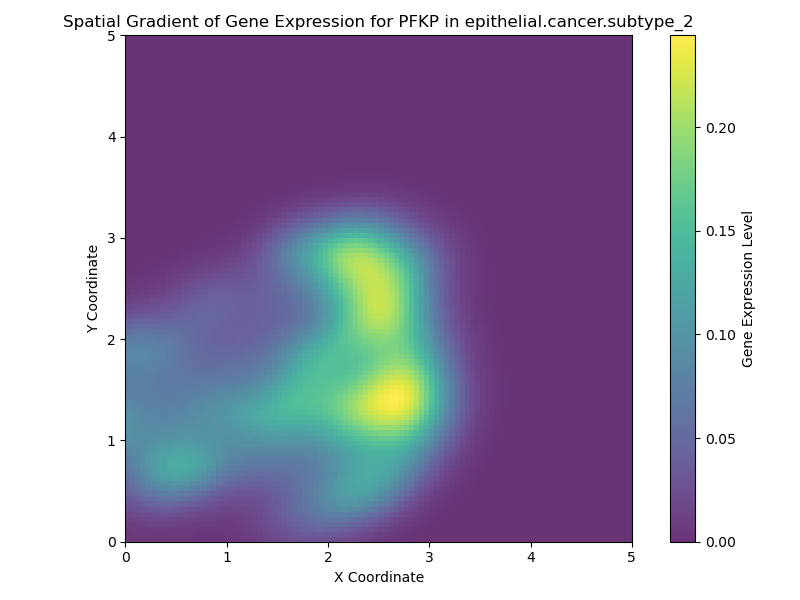 Spatial Gradient of Gene Expression for PFKP in epithelial.cancer.subtype_2
5
4
3
2
1
0
Y Coordinate
0 1 2 3 4 5
X Coordinate
0.20
0.15
0.10
0.05
0.00
Gene Expression Level